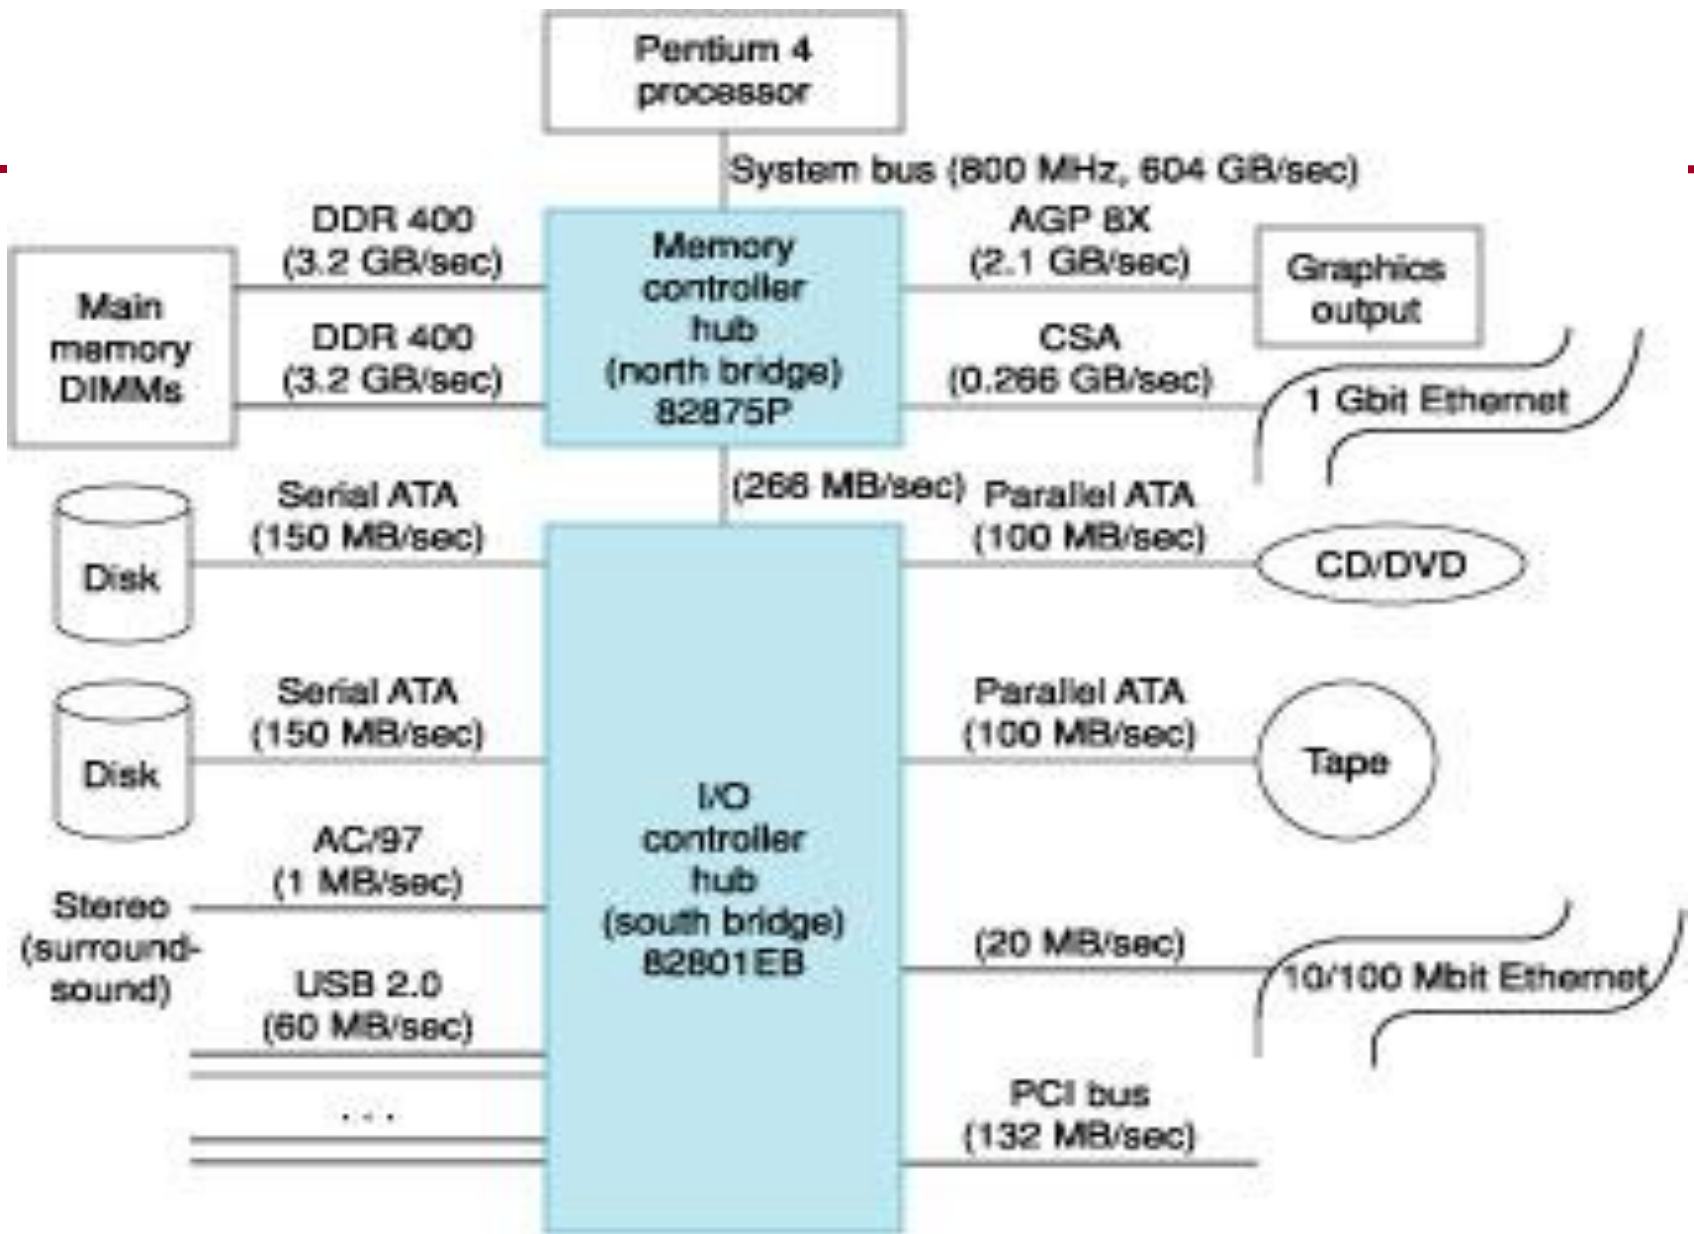 Pentium 4
processor
System bus (800 MHz, 604 GB/sec)
DDR 400
(3.2 GB/sec)
Memory
controller
hub
(north bridge)
82875P
AGP 8X
(2.1 GB/sec)
Graphics
output
Main
memory
DIMMs
DDR 400
(3.2 GB/sec)
CSA
(0.266 GB/sec)
1 Gbit Ethernet
(266 MB/sec)
Serial ATA
(150 MB/sec)
Disk
Parallel ATA
(100 MB/sec)
CD/DVD
Serial ATA
(150 MB/sec)
Disk
Parallel ATA
(100 MB/sec)
Tape
I/O
controller
hub
(south bridge)
82801EB
AC/97
(1 MB/sec)
Stereo
(surround-
sound)
(20 MB/sec)
10/100 Mbit Ethernet
USB 2.0
(60 MB/sec)
. . .
PCI bus
(132 MB/sec)